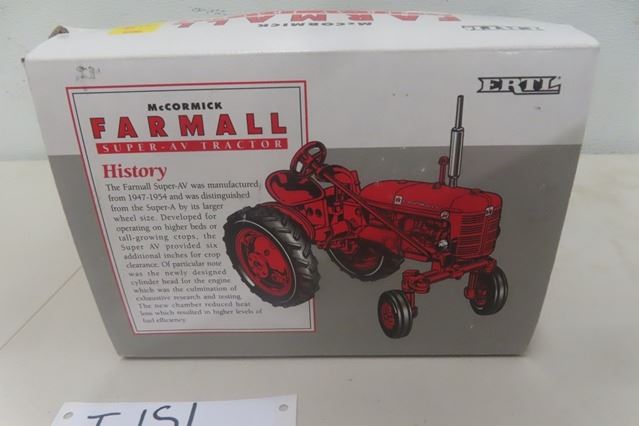 McCORMICK
FARMALL
ERTL
McCORMICK
FARMALL
SUPER-AV TRACTOR
History
The Farmall Super-AV was manufactured
from 1947-1954 and was distinguished
from the Super-A by its larger
wheel size. Developed for
operating on higher beds or
tall-growing crops, the
Super AV provided six
additional inches for crop
clearance. Of particular note
was the newly designed
cylinder head for the engine
which was the culmination of
exhaustive research and testing.
The new chamber reduced heat
loss which resulted in higher levels of
fuel efficiency.
ERTL
T-151